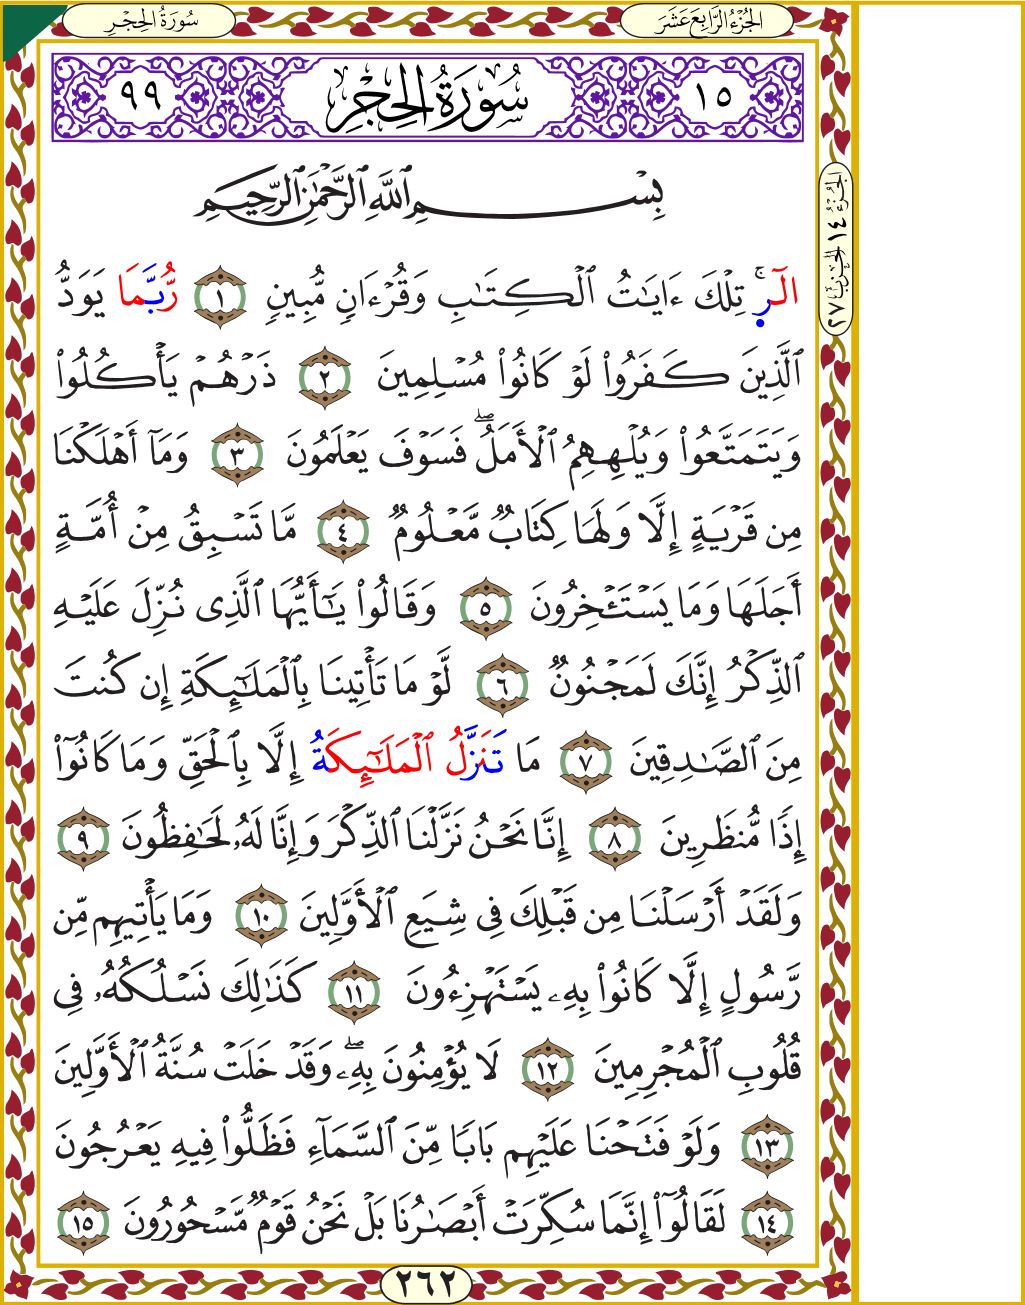 سُورَةُ الحِجْرِ
الجُزْءُ الرَّابِعَ عَشَرَ
١٥ سُورَةُ الحِجْرِ ٩٩
بِسْمِ ٱللَّهِ ٱلرَّحْمَٰنِ ٱلرَّحِيمِ
الٓرۚ تِلْكَ ءَايَٰتُ ٱلْكِتَٰبِ وَقُرْءَانٍ مُّبِينٍ ١ رُّبَّمَا يَوَدُّ
ٱلَّذِينَ كَفَرُوا۟ لَوْ كَانُوا۟ مُسْلِمِينَ ٢ ذَرْهُمْ يَأْكُلُوا۟
وَيَتَمَتَّعُوا۟ وَيُلْهِهِمُ ٱلْأَمَلُۖ فَسَوْفَ يَعْلَمُونَ ٣ وَمَآ أَهْلَكْنَا
مِن قَرْيَةٍ إِلَّا وَلَهَا كِتَابٌ مَّعْلُومٌ ٤ مَّا تَسْبِقُ مِنْ أُمَّةٍ
أَجَلَهَا وَمَا يَسْتَـْٔخِرُونَ ٥ وَقَالُوا۟ يَٰٓأَيُّهَا ٱلَّذِى نُزِّلَ عَلَيْهِ
ٱلذِّكْرُ إِنَّكَ لَمَجْنُونٌ ٦ لَّوْ مَا تَأْتِينَا بِٱلْمَلَٰٓئِكَةِ إِن كُنتَ
مِنَ ٱلصَّٰدِقِينَ ٧ مَا تَنَزَّلُ ٱلْمَلَٰٓئِكَةُ إِلَّا بِٱلْحَقِّ وَمَا كَانُوٓا۟
إِذًا مُّنظَرِينَ ٨ إِنَّا نَحْنُ نَزَّلْنَا ٱلذِّكْرَ وَإِنَّا لَهُۥ لَحَٰفِظُونَ ٩
وَلَقَدْ أَرْسَلْنَا مِن قَبْلِكَ فِى شِيَعِ ٱلْأَوَّلِينَ ١٠ وَمَا يَأْتِيهِم مِّن
رَّسُولٍ إِلَّا كَانُوا۟ بِهِۦ يَسْتَهْزِءُونَ ١١ كَذَٰلِكَ نَسْلُكُهُۥ فِى
قُلُوبِ ٱلْمُجْرِمِينَ ١٢ لَا يُؤْمِنُونَ بِهِۦۖ وَقَدْ خَلَتْ سُنَّةُ ٱلْأَوَّلِينَ
١٣ وَلَوْ فَتَحْنَا عَلَيْهِم بَابًا مِّنَ ٱلسَّمَآءِ فَظَلُّوا۟ فِيهِ يَعْرُجُونَ
١٤ لَقَالُوٓا۟ إِنَّمَا سُكِّرَتْ أَبْصَٰرُنَا بَلْ نَحْنُ قَوْمٌ مَّسْحُورُونَ ١٥
الجُزْءُ ١٤ الحِزْبُ ٢٧
٢٦٢